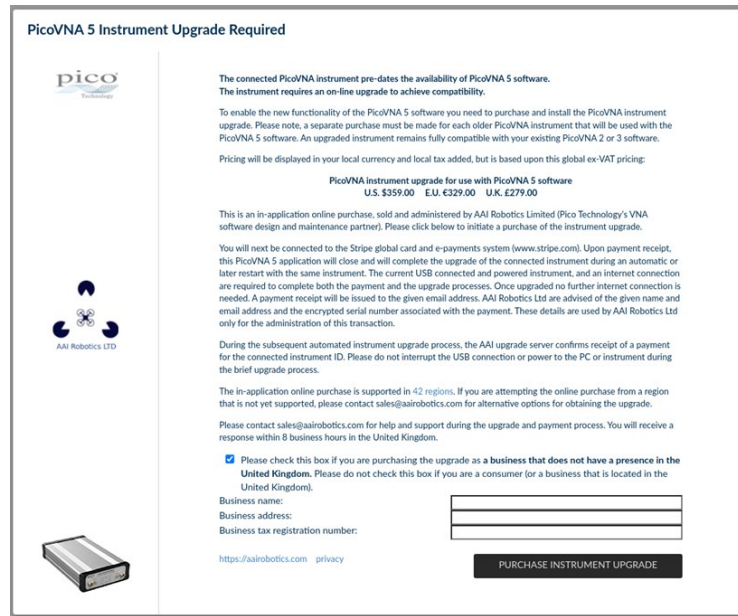 PicoVNA 5 Instrument Upgrade Required
pico
Technology
The connected PicoVNA instrument pre-dates the availability of PicoVNA 5 software.
The instrument requires an on-line upgrade to achieve compatibility.
To enable the new functionality of the PicoVNA 5 software you need to purchase and install the PicoVNA instrument
upgrade. Please note, a separate purchase must be made for each older PicoVNA instrument that will be used with the
PicoVNA 5 software. An upgraded instrument remains fully compatible with your existing PicoVNA 2 or 3 software.
Pricing will be displayed in your local currency and local tax added, but is based upon this global ex-VAT pricing:
PicoVNA instrument upgrade for use with PicoVNA 5 software
U.S. $359.00 E.U. €329.00 U.K. £279.00
This is an in-application online purchase, sold and administered by AAI Robotics Limited (Pico Technology's VNA
software design and maintenance partner). Please click below to initiate a purchase of the instrument upgrade.
You will next be connected to the Stripe global card and e-payments system (www.stripe.com). Upon payment receipt,
this PicoVNA 5 application will close and will complete the upgrade of the connected instrument during an automatic or
later restart with the same instrument. The current USB connected and powered instrument, and an internet connection
are required to complete both the payment and the upgrade processes. Once upgraded no further internet connection is
needed. A payment receipt will be issued to the given email address. AAI Robotics Ltd are advised of the given name and
email address and the encrypted serial number associated with the payment. These details are used by AAI Robotics Ltd
only for the administration of this transaction.
AAI Robotics LTD
During the subsequent automated instrument upgrade process, the AAI upgrade server confirms receipt of a payment
for the connected instrument ID. Please do not interrupt the USB connection or power to the PC or instrument during
the brief upgrade process.
The in-application online purchase is supported in 42 regions. If you are attempting the online purchase from a region
that is not yet supported, please contact sales@aairobotics.com for alternative options for obtaining the upgrade.
Please contact sales@aairobotics.com for help and support during the upgrade and payment process. You will receive a
response within 8 business hours in the United Kingdom.
Please check this box if you are purchasing the upgrade as a business that does not have a presence in the
United Kingdom. Please do not check this box if you are a consumer (or a business that is located in the
United Kingdom).
Business name:
Business address:
Business tax registration number:
https://aairobotics.com privacy
PURCHASE INSTRUMENT UPGRADE